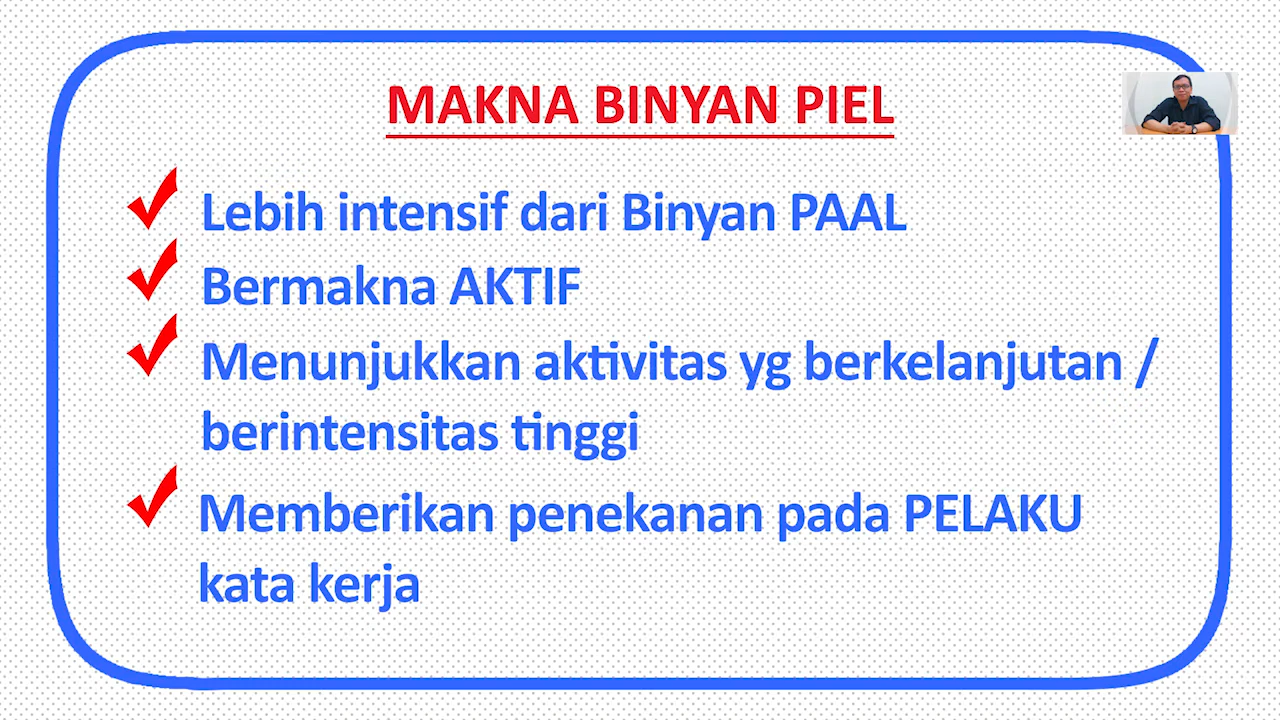 MAKNA BINYAN PIEL
Lebih intensif dari Binyan PAAL
Bermakna AKTIF
Menunjukkan aktivitas yg berkelanjutan /
berintensitas tinggi
Memberikan penekanan pada PELAKU
kata kerja